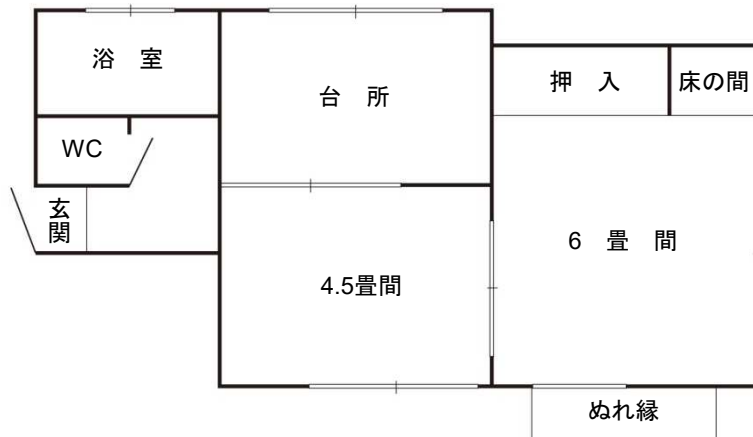 浴　室
台　所
押　入
床の間
WC
玄関
6　畳　間
4.5畳間
ぬれ縁